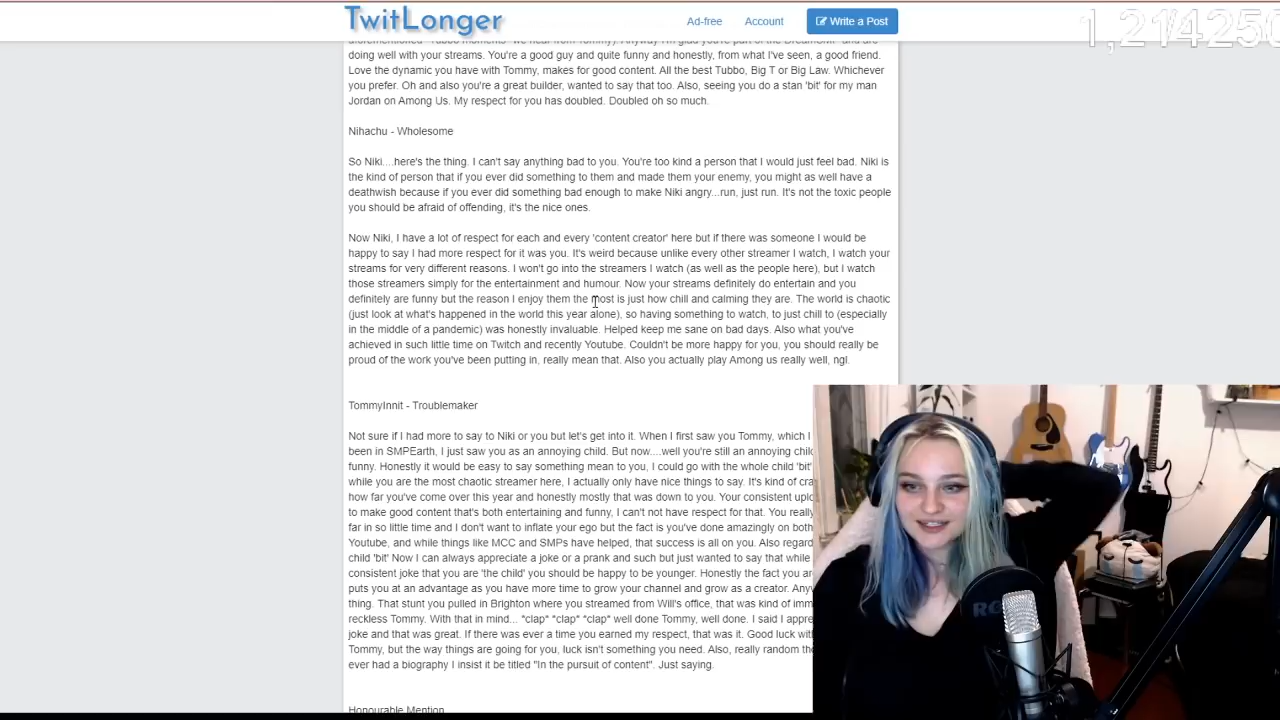 TwitLonger
Ad-free
Account
Write a Post
1,214250
doing well with your streams. You're a good guy and quite funny and honestly, from what I've seen, a good friend.
Love the dynamic you have with Tommy, makes for good content. All the best Tubbo, Big T or Big Law. Whichever
you prefer. Oh and also you're a great builder, wanted to say that too. Also, seeing you do a stan 'bit' for my man
Jordan on Among Us. My respect for you has doubled. Doubled oh so much.
Nihachu - Wholesome
So Niki....here's the thing. I can't say anything bad to you. You're too kind a person that I would just feel bad. Niki is
the kind of person that if you ever did something to them and made them your enemy, you might as well have a
deathwish because if you ever did something bad enough to make Niki angry...run, just run. It's not the toxic people
you should be afraid of offending, it's the nice ones.
Now Niki, I have a lot of respect for each and every 'content creator' here but if there was someone I would be
happy to say I had more respect for it was you. It's weird because unlike every other streamer I watch, I watch your
streams for very different reasons. I won't go into the streamers I watch (as well as the people here), but I watch
those streamers simply for the entertainment and humour. Now your streams definitely do entertain and you
definitely are funny but the reason I enjoy them the most is just how chill and calming they are. The world is chaotic
(just look at what's happened in the world this year alone), so having something to watch, to just chill to (especially
in the middle of a pandemic) was honestly invaluable. Helped keep me sane on bad days. Also what you've
achieved in such little time on Twitch and recently Youtube. Couldn't be more happy for you, you should really be
proud of the work you've been putting in, really mean that. Also you actually play Among us really well, ngl.
TommyInnit - Troublemaker
Not sure if I had more to say to Niki or you but let's get into it. When I first saw you Tommy, which I
been in SMPEarth, I just saw you as an annoying child. But now....well you're still an annoying
funny. Honestly it would be easy to say something mean to you, I could go with the whole child 'bit'
while you are the most chaotic streamer here, I actually only have nice things to say. It's kind of
how far you've come over this year and honestly mostly that was down to you. Your consistent
to make good content that's both entertaining and funny, I can't not have respect for that. You
far in so little time and I don't want to inflate your ego but the fact is you've done amazingly on both
Youtube, and while things like MCC and SMPs have helped, that success is all on you. Also
child 'bit' Now I can always appreciate a joke or a prank and such but just wanted to say that while
consistent joke that you are 'the child' you should be happy to be younger. Honestly the fact you
puts you at an advantage as you have more time to grow your channel and grow as a creator.
thing. That stunt you pulled in Brighton where you streamed from Will's office, that was kind of
reckless Tommy. With that in mind... *clap* *clap* *clap* well done Tommy, well done. I said I
joke and that was great. If there was ever a time you earned my respect, that was it. Good luck
Tommy, but the way things are going for you, luck isn't something you need. Also, really random
ever had a biography I insist it be titled "In the pursuit of content". Just saying.
Honourable Mention